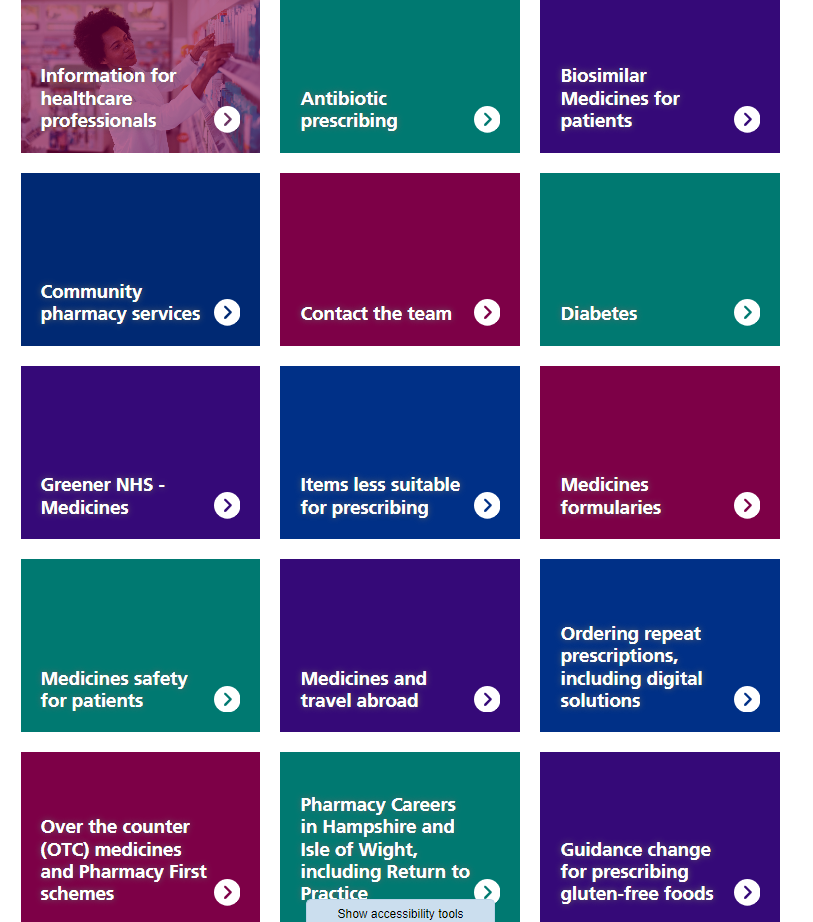 Information for
healthcare
professionals
Antibiotic
prescribing
Biosimilar
Medicines for
patients
Community
pharmacy services
Contact the team
Diabetes
Greener NHS -
Medicines
Items less suitable
for prescribing
Medicines
formularies
Medicines safety
for patients
Medicines and
travel abroad
Ordering repeat
prescriptions,
including digital
solutions
Over the counter
(OTC) medicines
and Pharmacy First
schemes
Pharmacy Careers
in Hampshire and
Isle of Wight,
including Return to
Practice
Guidance change
for prescribing
gluten-free foods
Show accessibility tools